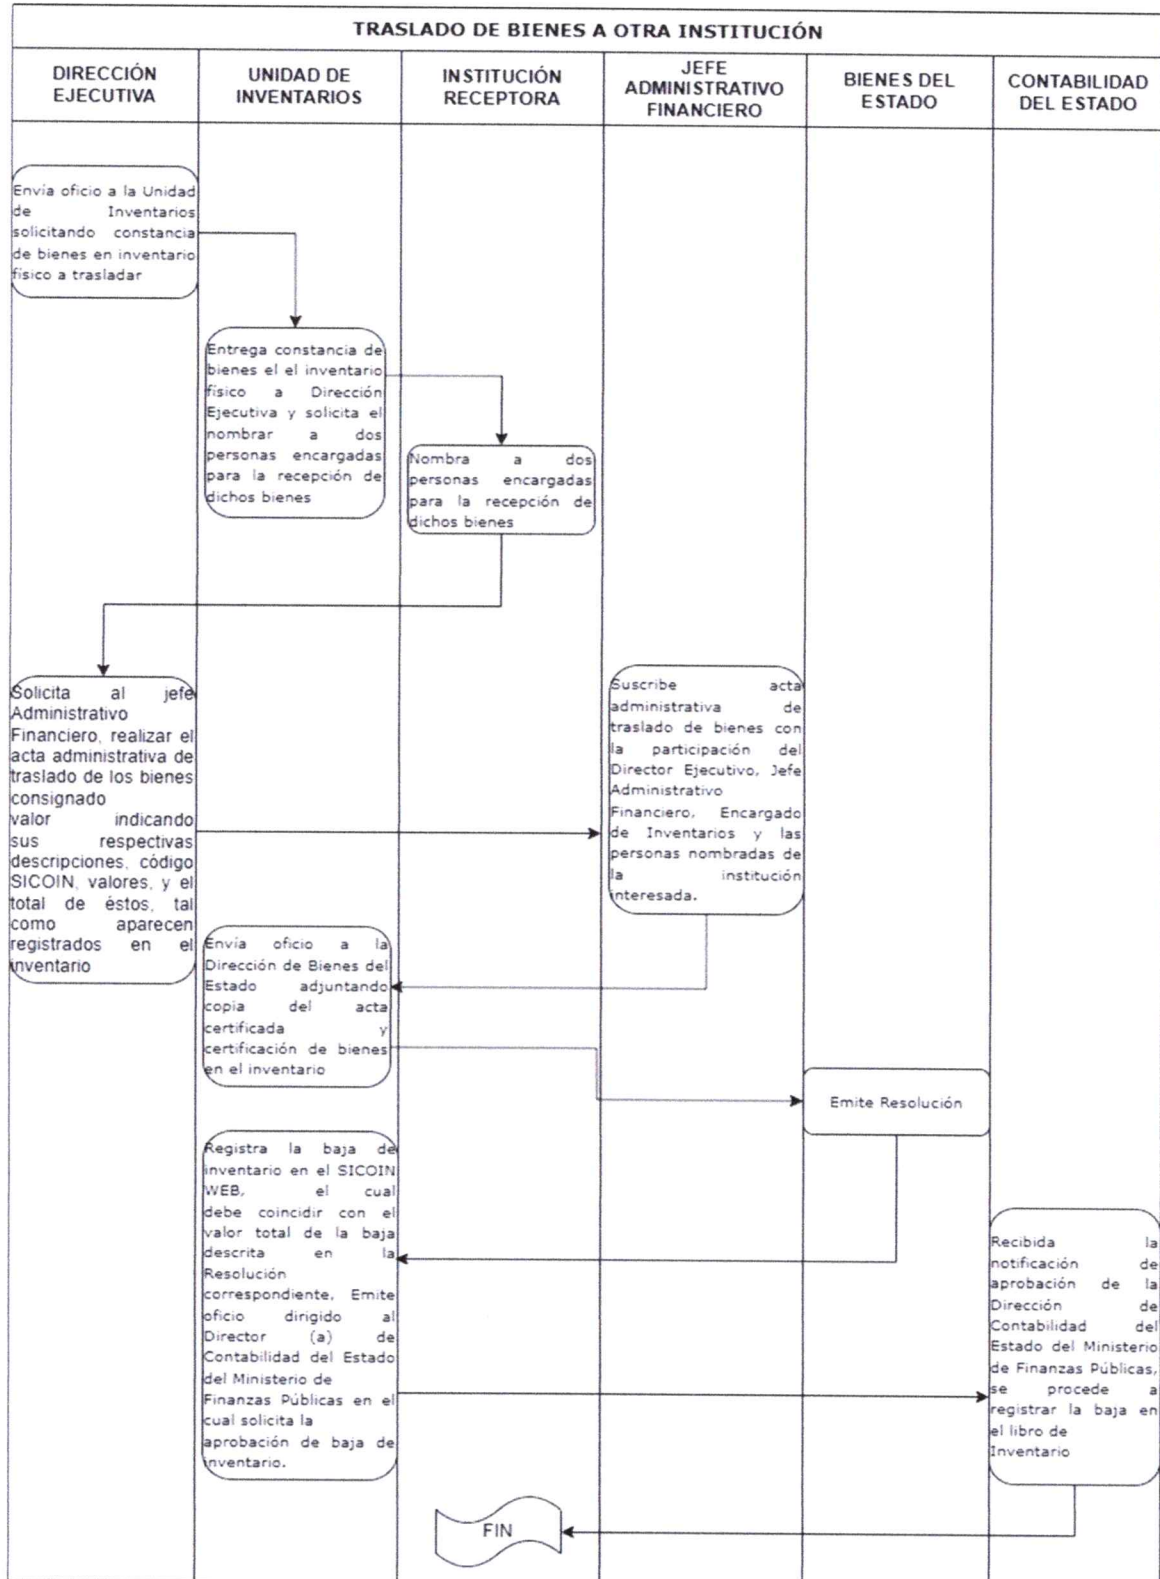 TRASLADO DE BIENES A OTRA INSTITUCIÓN
DIRECCIÓN
EJECUTIVA
UNIDAD DE
INVENTARIOS
INSTITUCIÓN
RECEPTORA
JEFE
ADMINISTRATIVO
FINANCIERO
BIENES DEL
ESTADO
CONTABILIDAD
DEL ESTADO
Envía oficio a la Unidad
de Inventarios
solicitando constancia
de bienes en inventario
físico a trasladar
Entrega constancia de
bienes el el inventario
físico a Dirección
Ejecutiva y solicita el
nombrar a dos
personas encargadas
para la recepción de
dichos bienes
Nombra a dos
personas encargadas
para la recepción de
dichos bienes
Solicita al jefe
Administrativo
Financiero, realizar el
acta administrativa de
traslado de los bienes
consignado
valor indicando
sus respectivas
descripciones, código
SICOIN, valores, y el
total de éstos, tal
como aparecen
registrados en el
inventario
Suscribe acta
administrativa de
traslado de bienes con
la participación del
Director Ejecutivo, Jefe
Administrativo
Financiero, Encargado
de Inventarios y las
personas nombradas de
la institución
interesada.
Envía oficio a la
Dirección de Bienes del
Estado adjuntando
copia del acta
certificada y
certificación de bienes
en el inventario
Emite Resolución
Registra la baja de
inventario en el SICOIN
WEB, el cual
debe coincidir con el
valor total de la baja
descrita en la
Resolución
correspondiente, Emite
oficio dirigido al
Director (a) de
Contabilidad del Estado
del Ministerio de
Finanzas Públicas en el
cual solicita la
aprobación de baja de
inventario.
Recibida la
notificación de
aprobación de la
Dirección de
Contabilidad del
Estado del Ministerio
de Finanzas Públicas,
se procede a
registrar la baja en
el libro de
Inventario
FIN